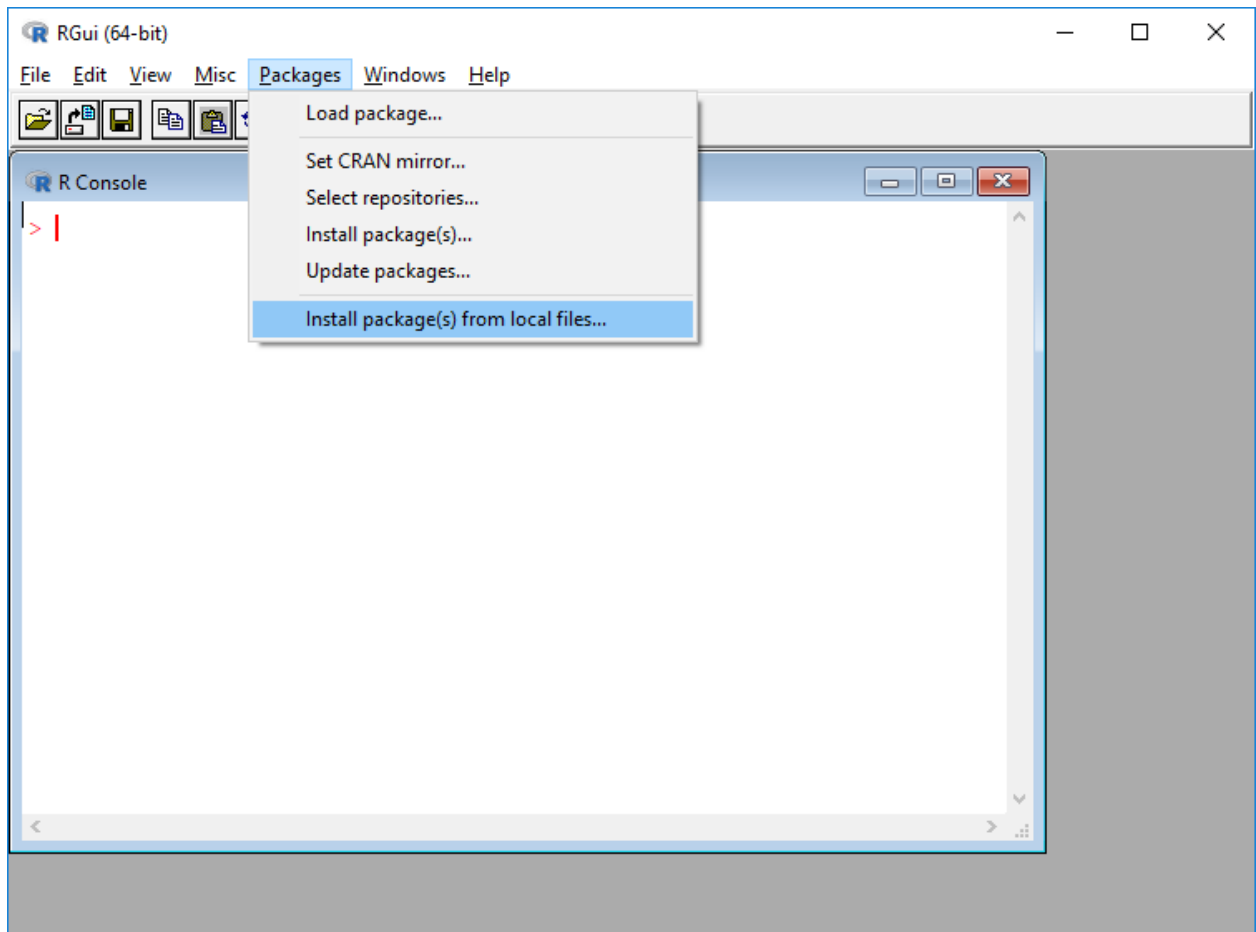 RGui (64-bit)
File Edit View Misc Packages Windows Help
Load package...
Set CRAN mirror...
Select repositories...
Install package(s)...
Update packages...
Install package(s) from local files...
R Console
>